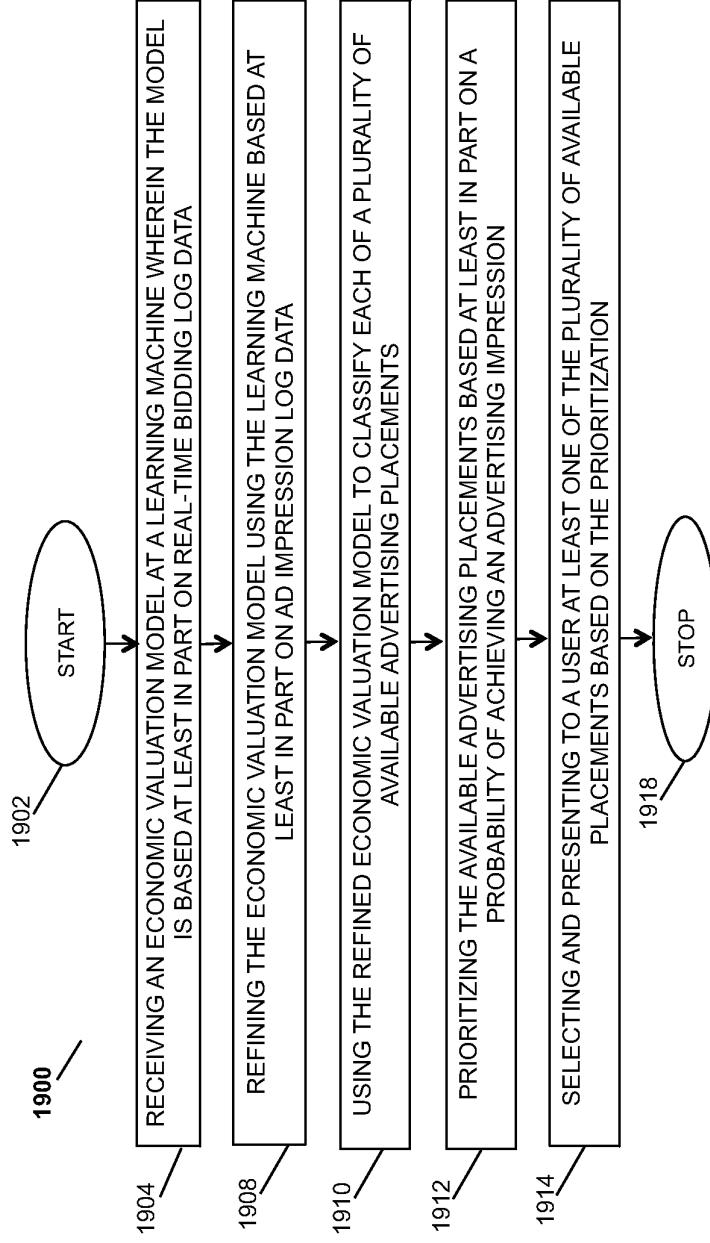 1900
1902
START
1904
RECEIVING AN ECONOMIC VALUATION MODEL AT A LEARNING MACHINE WHEREIN THE MODEL
IS BASED AT LEAST IN PART ON REAL-TIME BIDDING LOG DATA
1908
REFINING THE ECONOMIC VALUATION MODEL USING THE LEARNING MACHINE BASED AT
LEAST IN PART ON AD IMPRESSION LOG DATA
1910
USING THE REFINED ECONOMIC VALUATION MODEL TO CLASSIFY EACH OF A PLURALITY OF
AVAILABLE ADVERTISING PLACEMENTS
1912
PRIORITIZING THE AVAILABLE ADVERTISING PLACEMENTS BASED AT LEAST IN PART ON A
PROBABILITY OF ACHIEVING AN ADVERTISING IMPRESSION
1914
SELECTING AND PRESENTING TO A USER AT LEAST ONE OF THE PLURALITY OF AVAILABLE
PLACEMENTS BASED ON THE PRIORITIZATION
1918
STOP